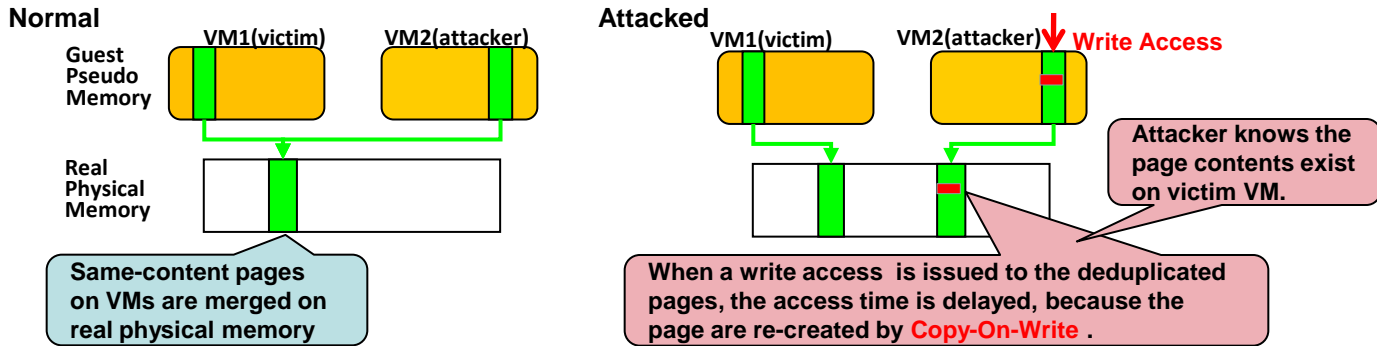 Normal
VM1(victim)
VM2(attacker)
Guest
Pseudo
Memory
Real
Physical
Memory
Same-content pages
on VMs are merged on
real physical memory
Attacked
VM1(victim)
VM2(attacker)
Write Access
Attacker knows the
page contents exist
on victim VM.
When a write access is issued to the deduplicated
pages, the access time is delayed, because the
page are re-created by Copy-On-Write .